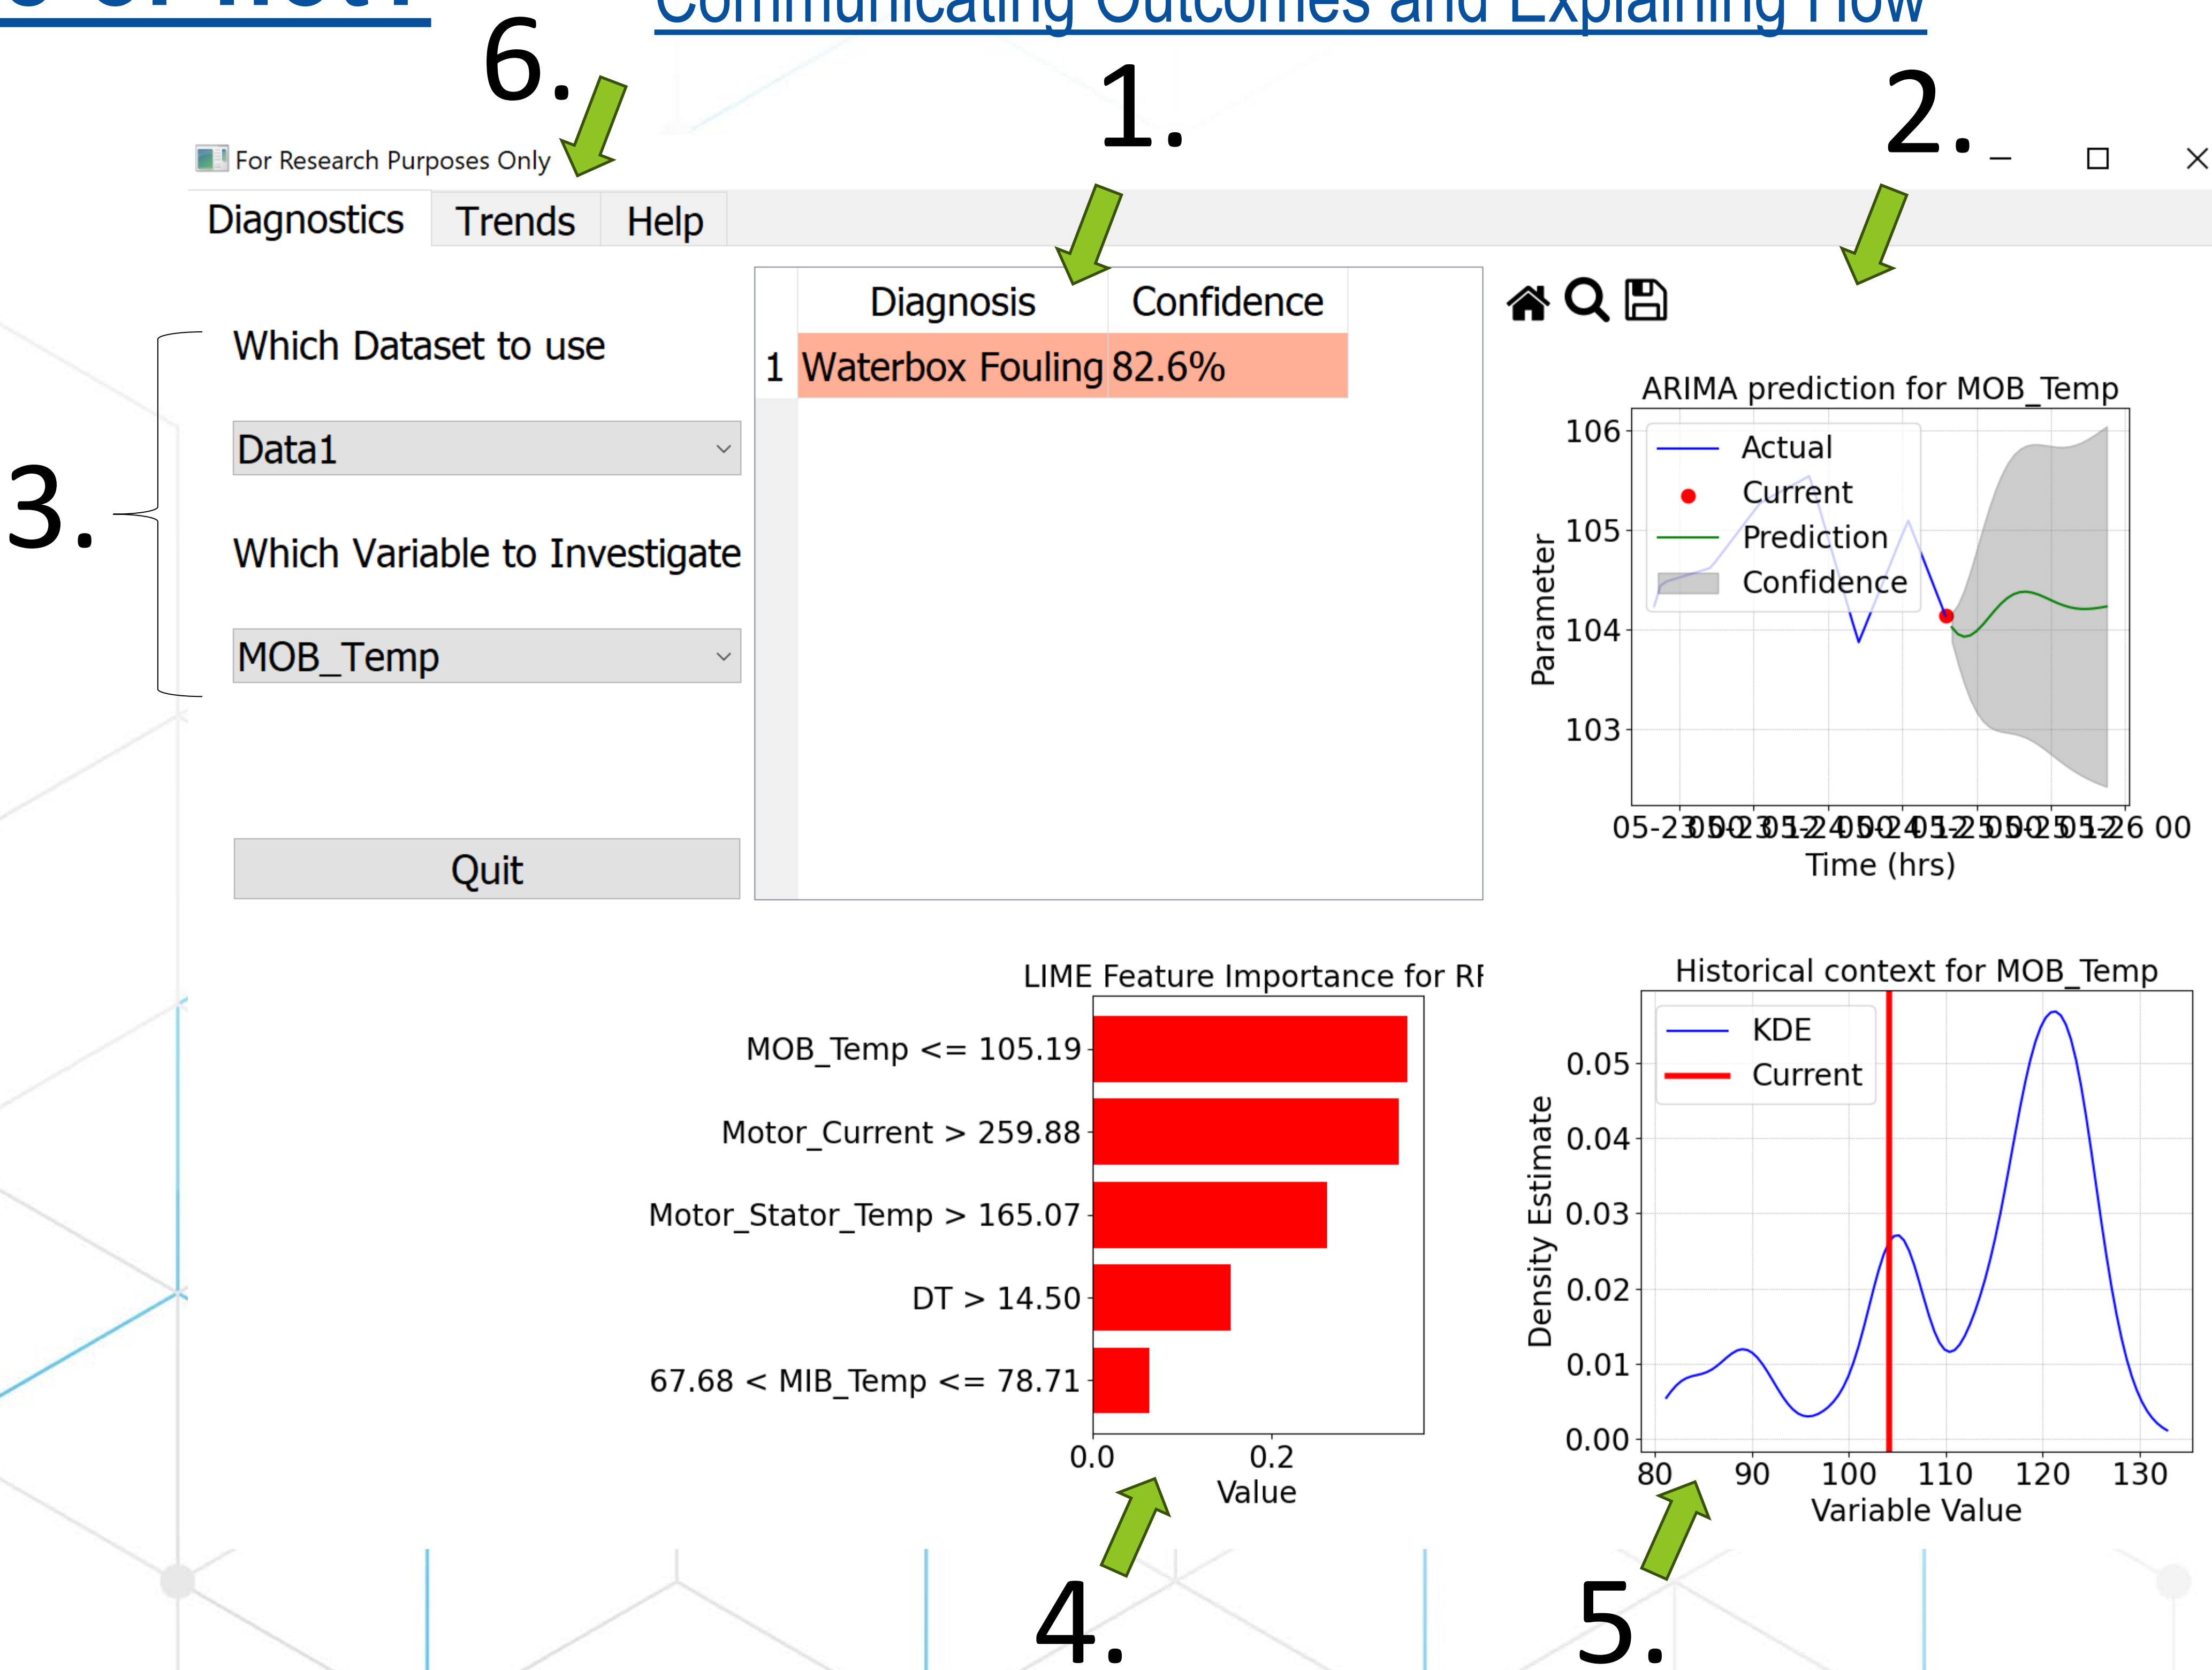 Communicating Outcomes and Explaining How
6.
1.
2.
For Research Purposes Only
Diagnostics Trends Help
3.
Which Dataset to use
Data1
Which Variable to Investigate
MOB_Temp
Quit
Diagnosis Confidence
1 Waterbox Fouling 82.6%
ARIMA prediction for MOB_Temp
Actual
Current
Prediction
Confidence
Parameter
106
105
104
103
Time (hrs)
LIME Feature Importance for RF
MOB_Temp <= 105.19
Motor_Current > 259.88
Motor_Stator_Temp > 165.07
DT > 14.50
67.68 < MIB_Temp <= 78.71
0.0 0.2
Value
Historical context for MOB_Temp
KDE
Current
Density Estimate
0.05
0.04
0.03
0.02
0.01
0.00
80 90 100 110 120 130
Variable Value
4.
5.